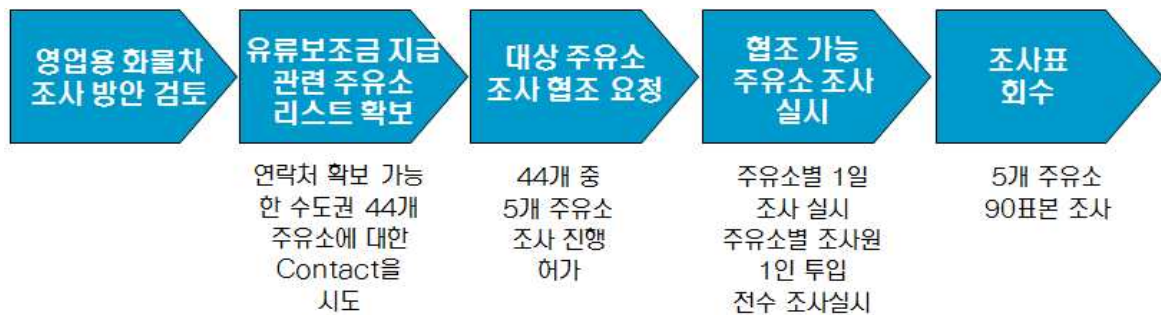 영업용 화물차
조사 방안 검토
유류보조금 지급
관련 주유소
리스트 확보
대상 주유소
조사 협조 요청
협조 가능
주유소 조사
실시
조사표
회수
연락처 확보 가능
한 수도권 44개
주유소에 대한
Contact을
시도
44개 중
5개 주유소
조사 진행
허가
주유소별 1일
조사 실시
주유소별 조사원
1인 투입
전수 조사실시
5개 주유소
90표본 조사